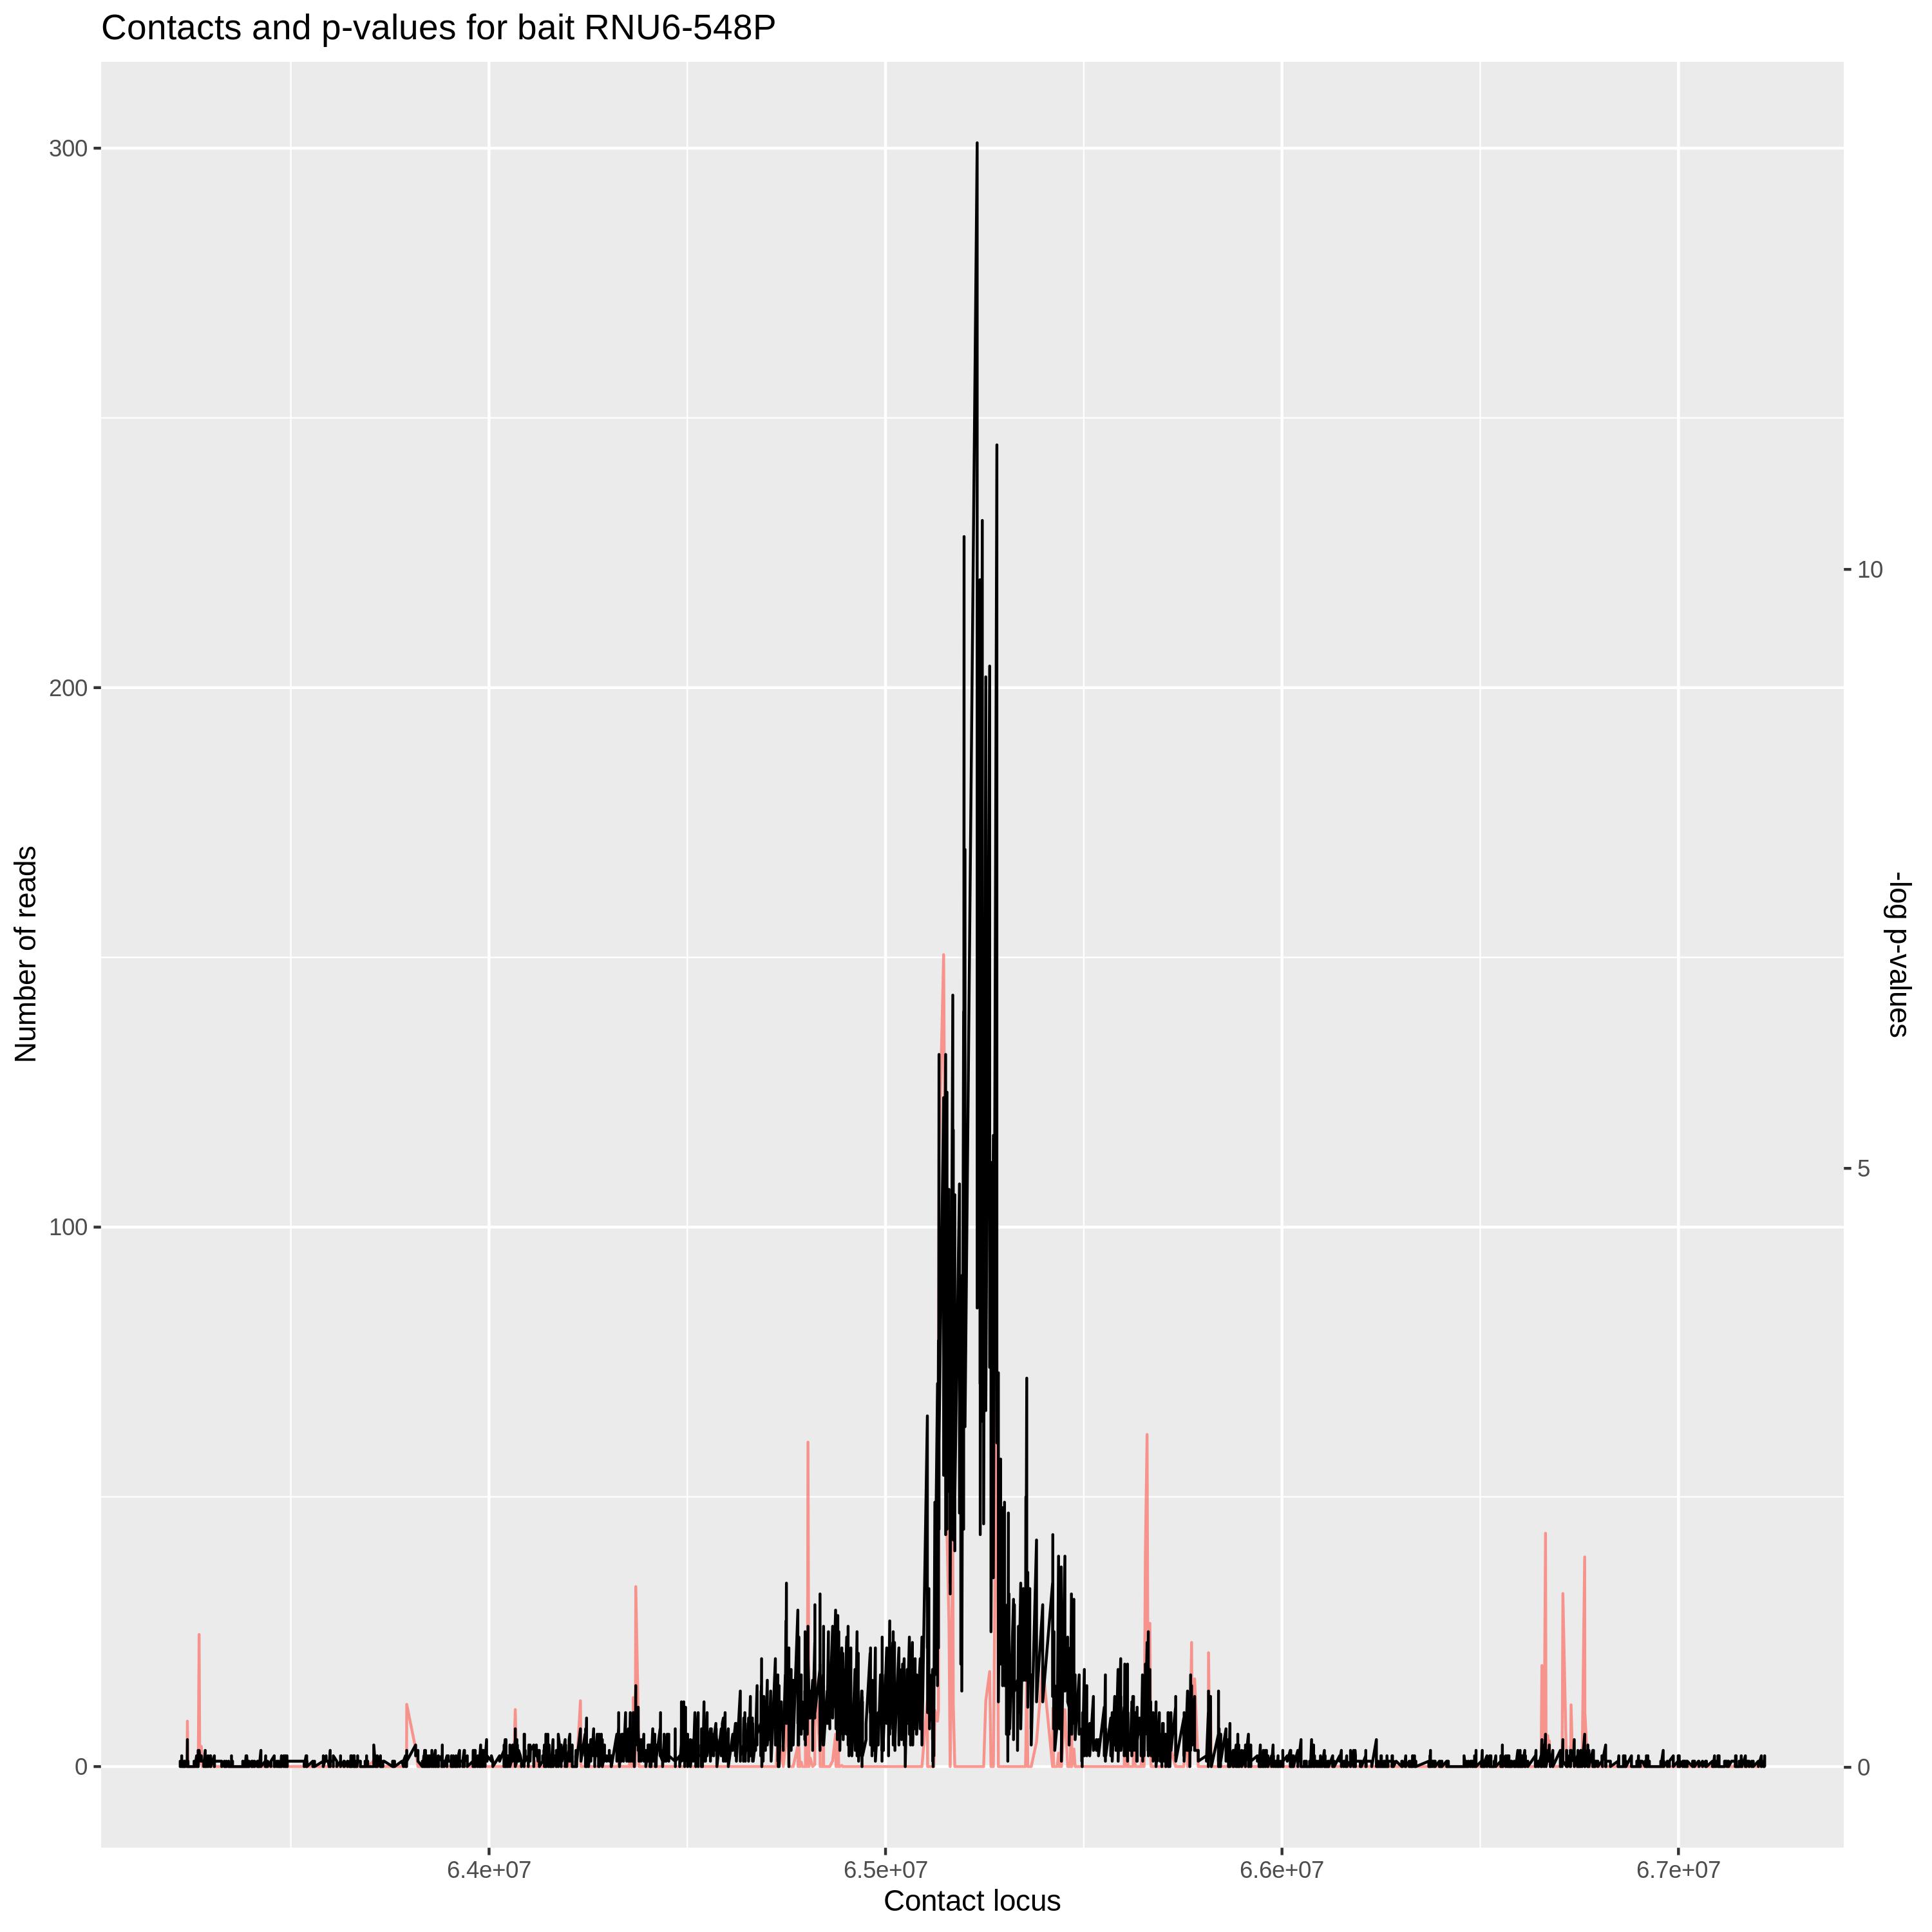 Contacts and p-values for bait RNU6-548P
300
200
100
0
10
5
0
Number of reads
-log p-values
6.4e+07
6.5e+07
6.6e+07
6.7e+07
Contact locus